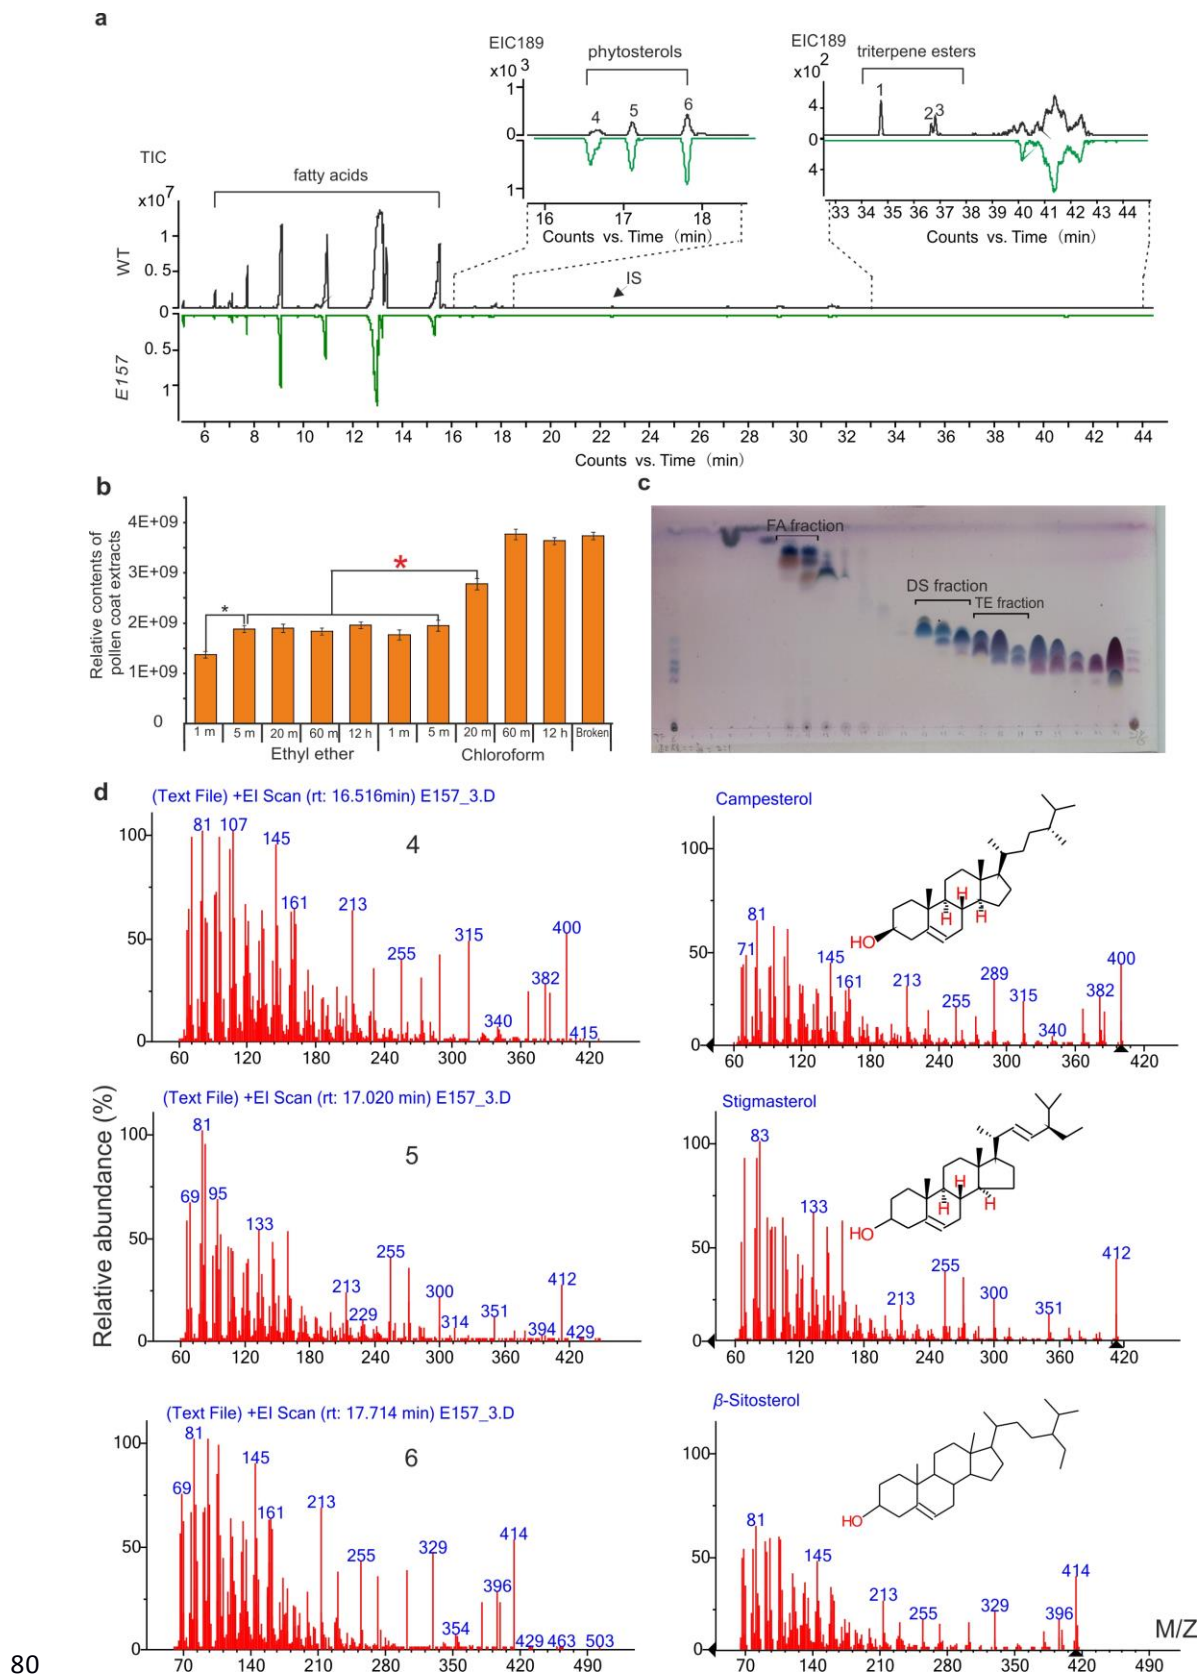 a
EIC189
x10 3
phytosterols
1
0
1
4 5 6
16 17 18
Counts vs. Time (min)
EIC189
x10 2
triterpene esters
4
2
0
4
1 2 3
33 34 35 36 37 38 39 40 41 42 43 44
Counts vs. Time (min)
TIC
x10 7
fatty acids
WT
1
0.5
0
0.5
1
E157
IS
6 8 10 12 14 16 18 20 22 24 26 28 30 32 34 36 38 40 42 44
Counts vs. Time (min)
b
Relative contents of
pollen coat extracts
4E+09
3E+09
2E+09
1E+09
0
*
*
1 m 5 m 20 m 60 m 12 h 1 m 5 m 20 m 60 m 12 h Broken
Ethyl ether Chloroform
c
FA fraction
DS fraction
TE fraction
d
Relative abundance (%)
(Text File) +EI Scan (rt: 16.516min) E157_3.D
4
100
50
0
81 107 145 161 213 255 315 340 382 400 415
60 120 180 240 300 360 420
Campesterol
HO
H
H
H
100
50
0
71 81 145 161 213 255 289 315 340 382 400
60 120 180 240 300 360 420
(Text File) +EI Scan (rt: 17.020 min) E157_3.D
5
100
50
0
69 81 95 133 213 229 255 300 314 351 394 412 429
60 120 180 240 300 360 420
Stigmasterol
HO
H
H
H
100
50
0
83 133 213 255 300 351 412
60 120 180 240 300 360 420
(Text File) +EI Scan (rt: 17.714 min) E157_3.D
6
100
50
0
69 81 145 161 213 255 329 354 396 414 429 463 503
70 140 210 280 350 420 490
β-Sitosterol
HO
100
50
0
81 145 213 255 329 396 414
70 140 210 280 350 420 490
M/Z
80